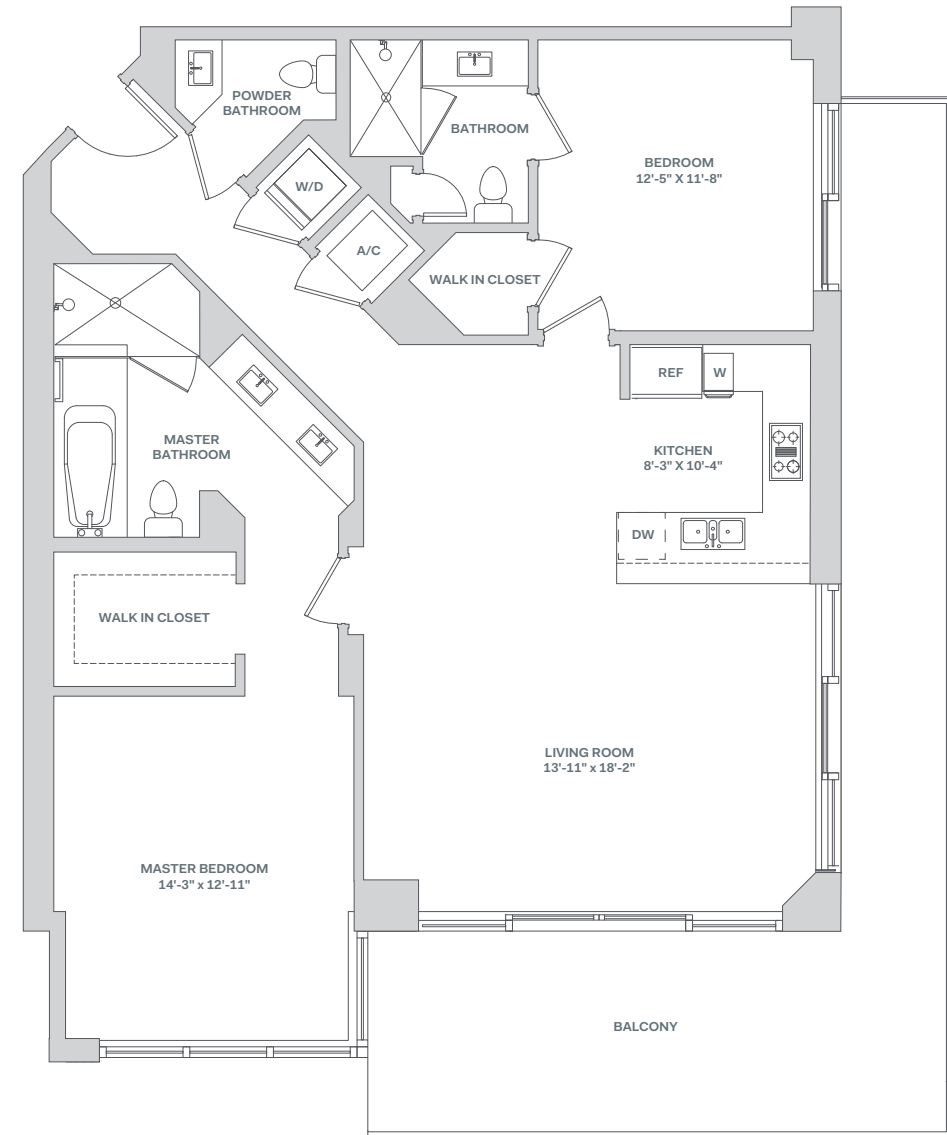 POWDER
BATHROOM
BATHROOM
BEDROOM
12'-5" X 11'-8"
W/D
A/C
WALK IN CLOSET
REF
W
MASTER
BATHROOM
KITCHEN
8'-3" X 10'-4"
DW
WALK IN CLOSET
LIVING ROOM
13'-11" x 18'-2"
MASTER BEDROOM
14'-3" x 12'-11"
BALCONY